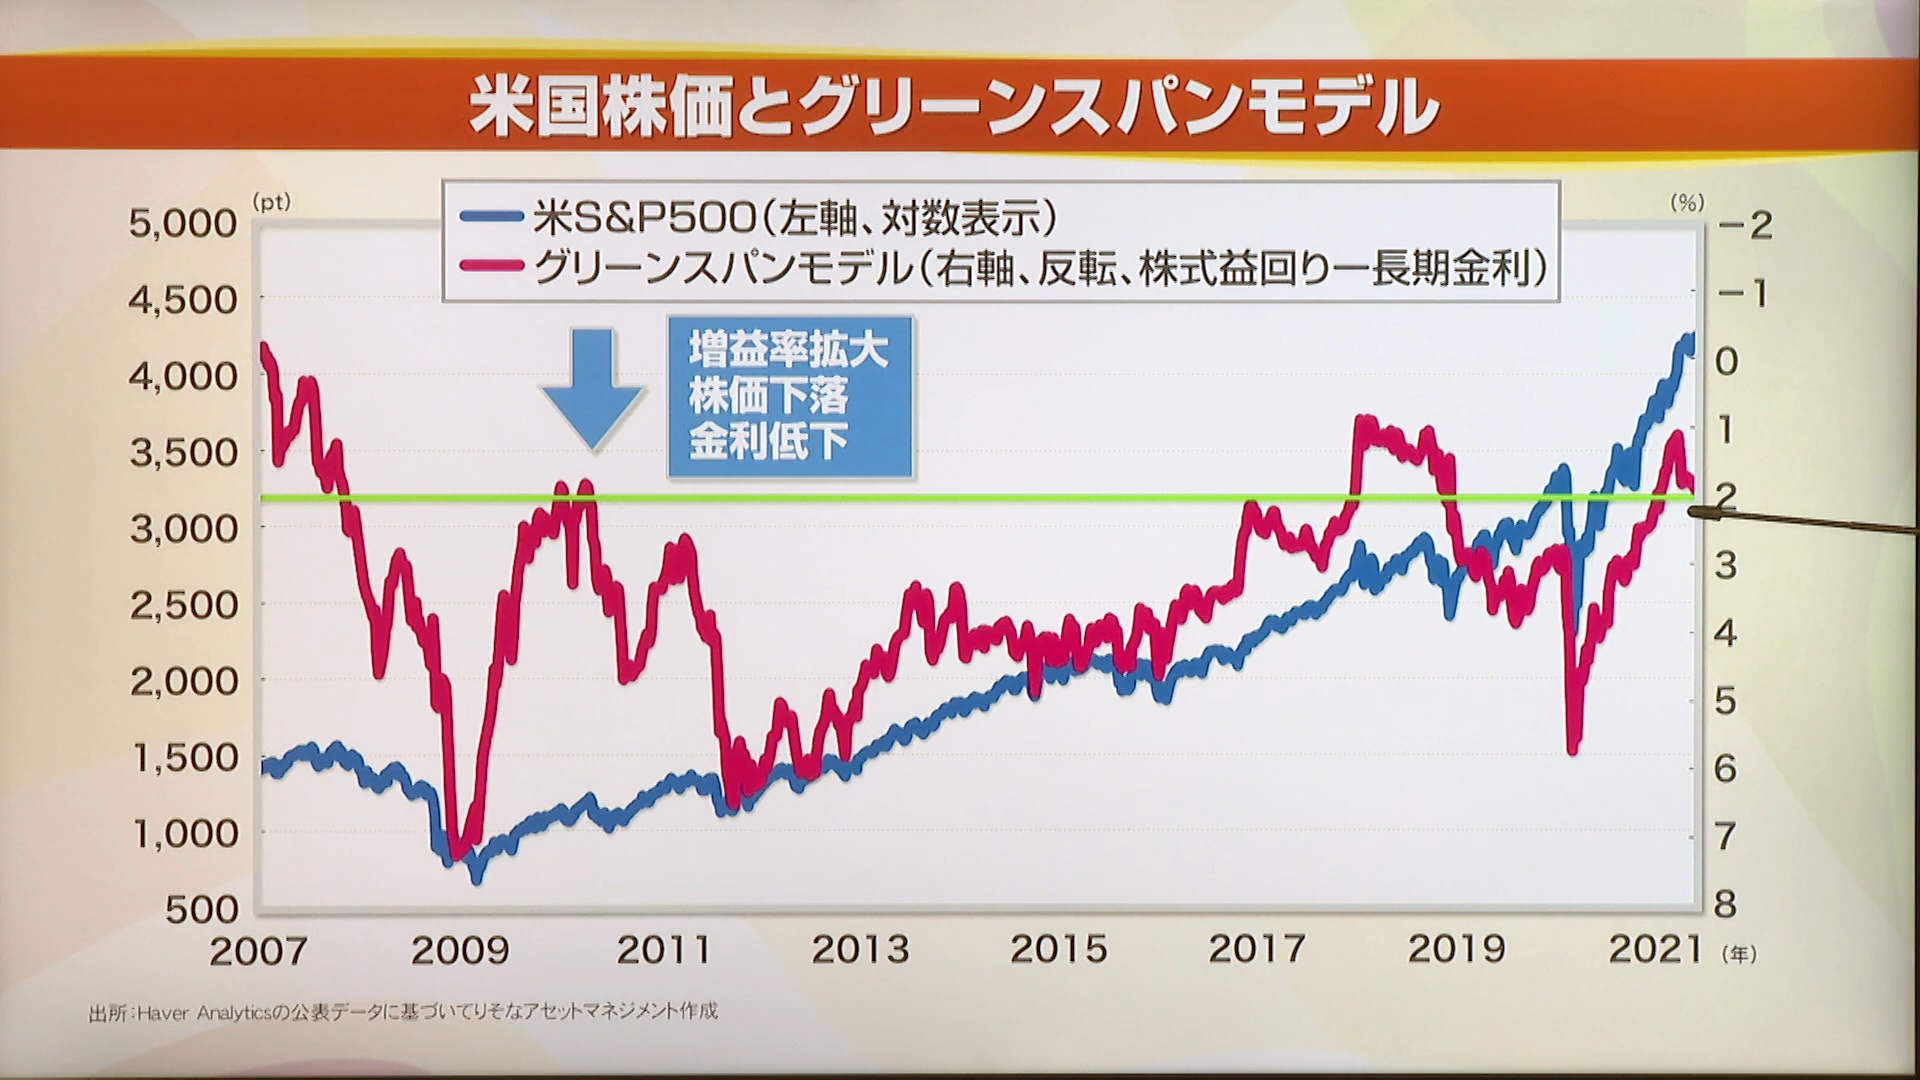 米国株価とグリーンスパンモデル
(pt)
(%)
米S&P500(左軸、対数表示)
グリーンスパンモデル(右軸、反転、株式益回りー長期金利)
増益率拡大
株価下落
金利低下
5,000
4,500
4,000
3,500
3,000
2,500
2,000
1,500
1,000
500
-2
-1
0
1
2
3
4
5
6
7
8
2007 2009 2011 2013 2015 2017 2019 2021 (年)
出所:Haver Analyticsの公表データに基づいてりそなアセットマネジメント作成